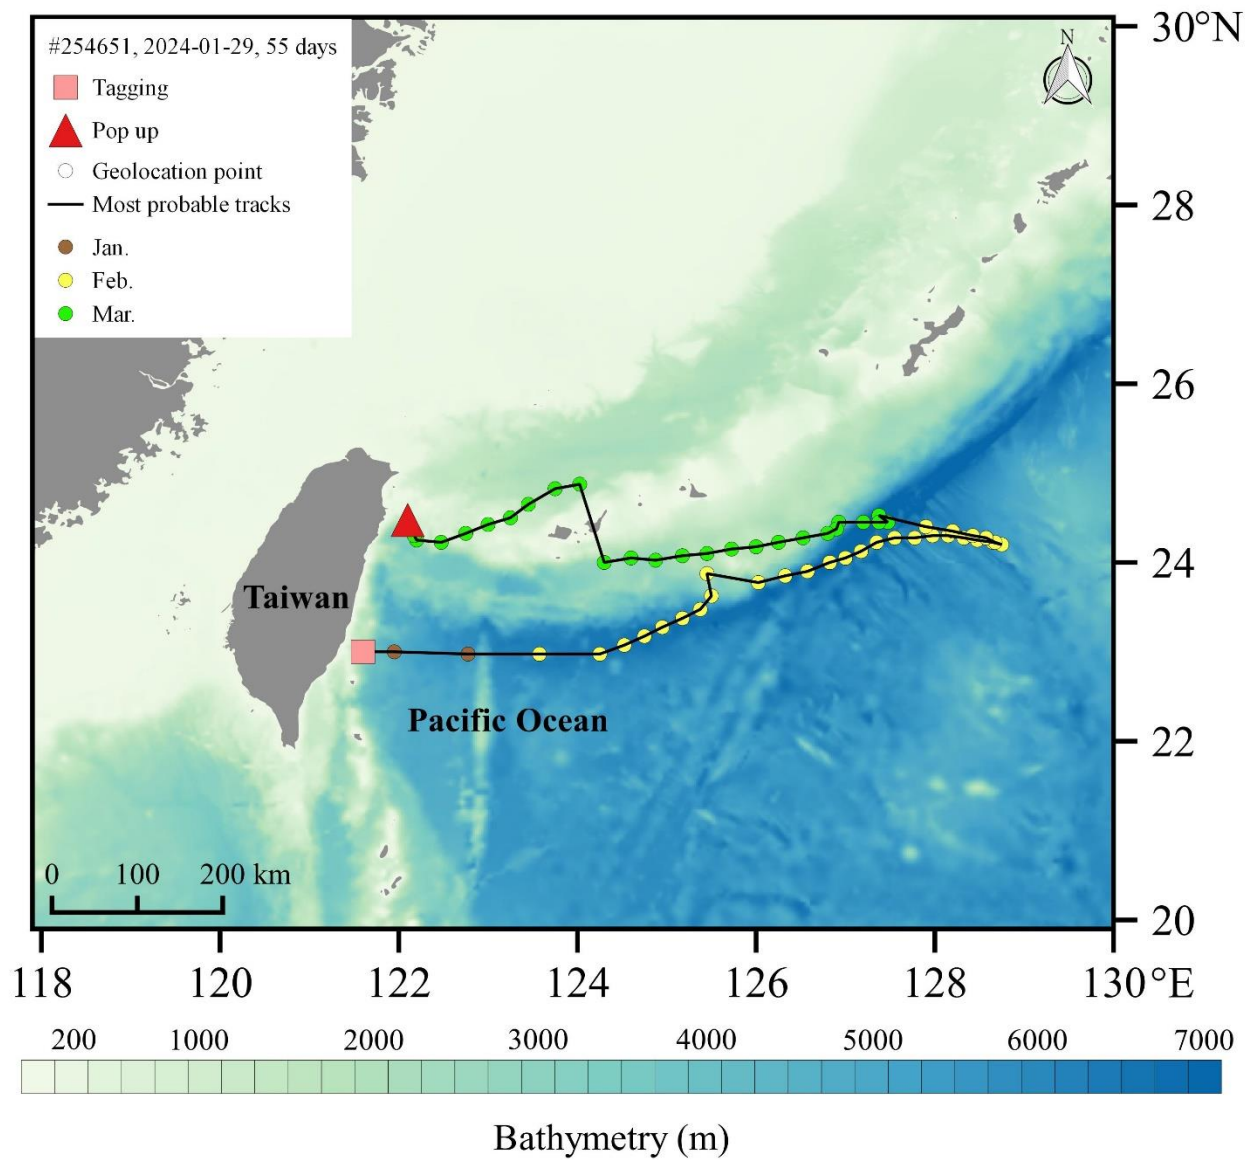 #254651, 2024-01-29, 55 days
Tagging
Pop up
Geolocation point
Most probable tracks
Jan.
Feb.
Mar.
N
30°N
28
26
24
22
20
Taiwan
Pacific Ocean
0 100 200 km
118 120 122 124 126 128 130°E
200 1000 2000 3000 4000 5000 6000 7000
Bathymetry (m)